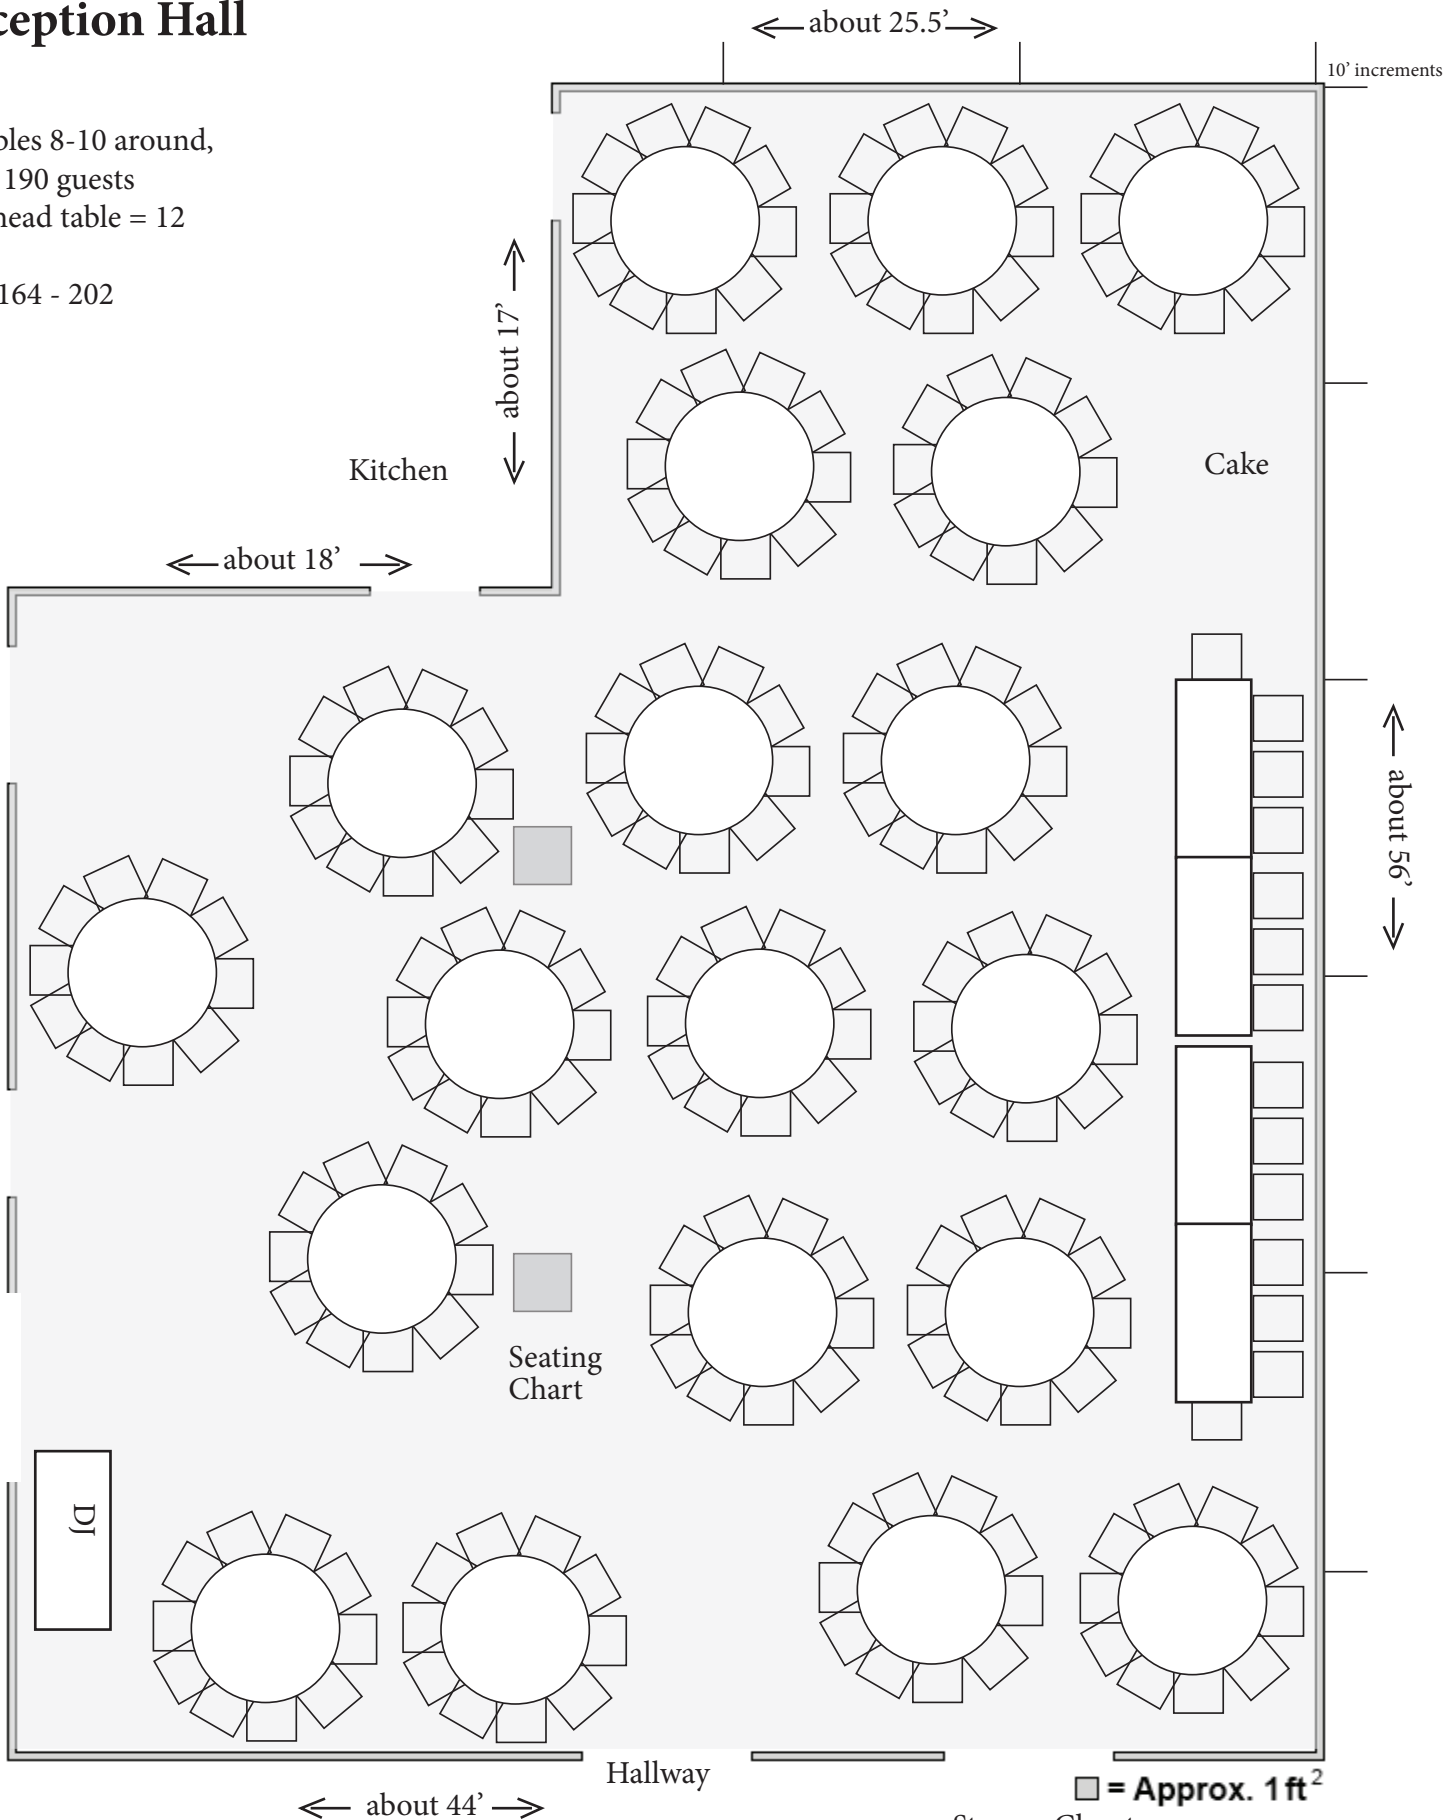 ception Hall
about 25.5’
10’ increments
bles 8-10 around,
190 guests
head table = 12
164 - 202
about 17’
Kitchen
Cake
about 18’
about 56’
Seating
Chart
DJ
Hallway
= Approx. 1 ft²
about 44’